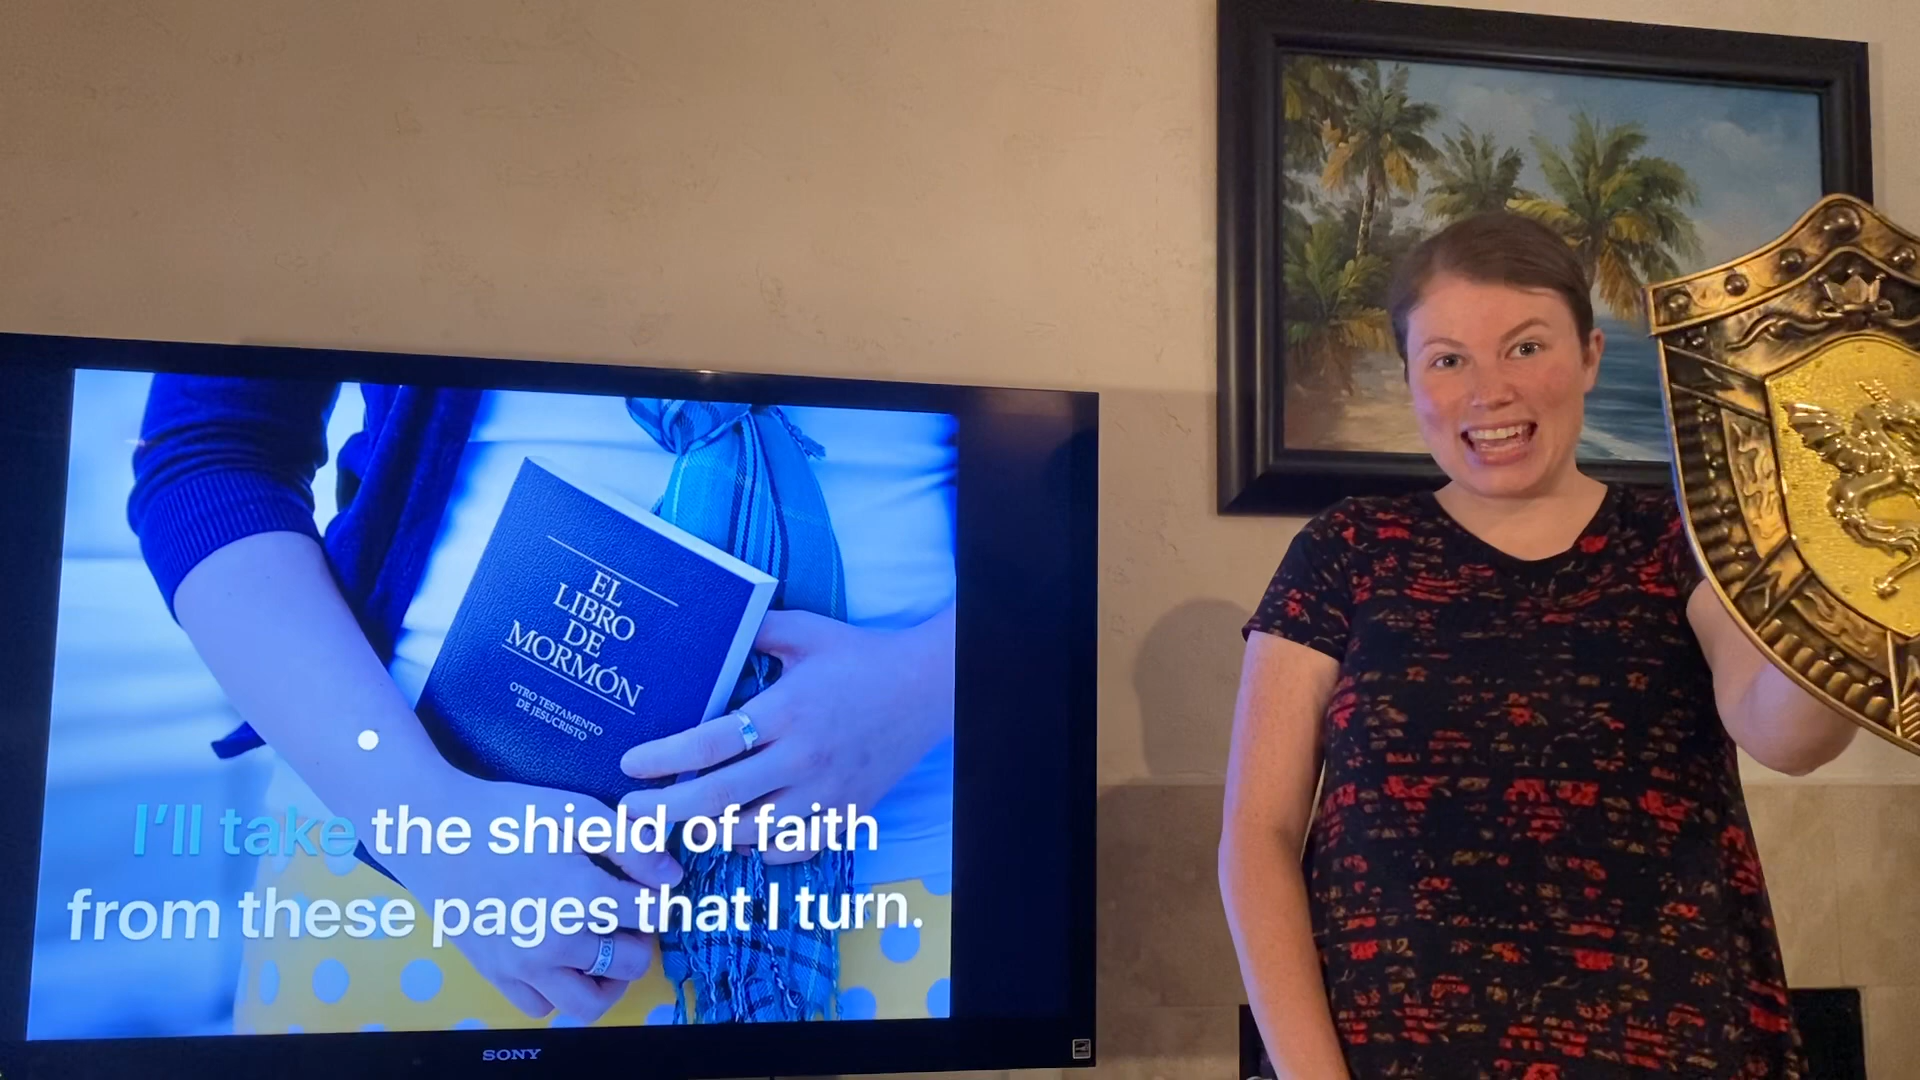 EL
LIBRO
DE
MORMÓN
OTRO TESTAMENTO
DE JESUCRISTO
I'll take the shield of faith
from these pages that I turn.
SONY